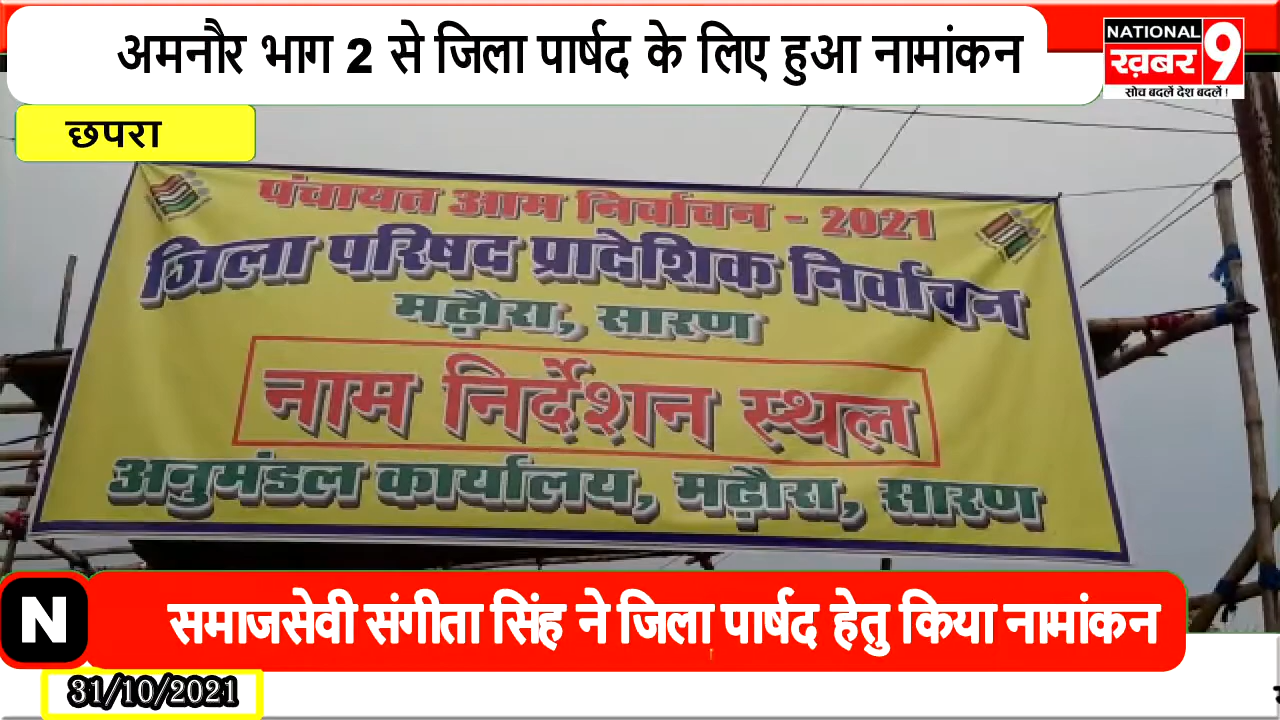 अमनौर भाग 2 से जिला पार्षद के लिए हुआ नामांकन
NATIONAL
ख़बर 9
सोच बदलें देश बदलें !
छपरा
पंचायत आम निर्वाचन - 2021
जिला परिषद प्रादेशिक निर्वाचन
मढ़ौरा, सारण
नाम निर्देशन स्थल
अनुमंडल कार्यालय, मढ़ौरा, सारण
N
समाजसेवी संगीता सिंह ने जिला पार्षद हेतु किया नामांकन
31/10/2021